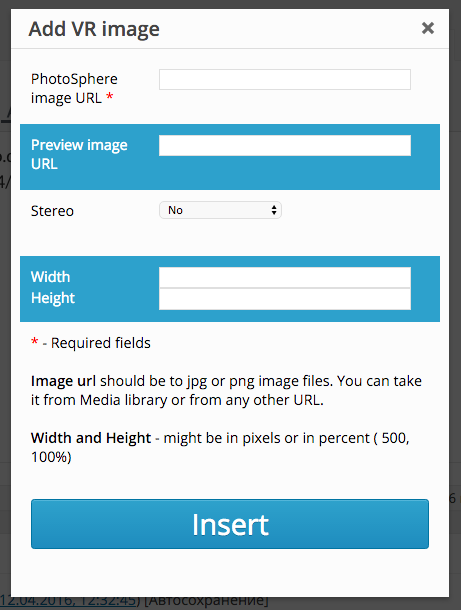 Add VR image ×
PhotoSphere
image URL *
Preview image
URL
Stereo No
Width
Height
* - Required fields
Image url should be to jpg or png image files. You can take
it from Media library or from any other URL.
Width and Height - might be in pixels or in percent ( 500,
100%)
Insert
12.04.2016, 12:32:45) [Автосохранение]